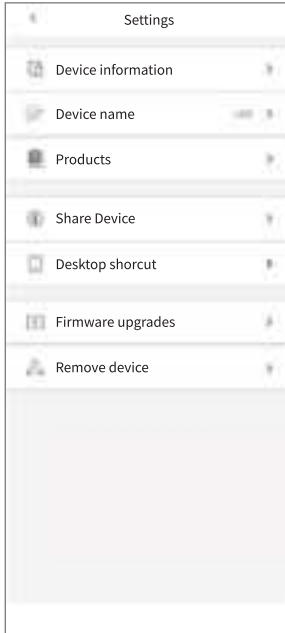 Settings
Device information
Device name
Products
Share Device
Desktop shorcut
Firmware upgrades
Remove device